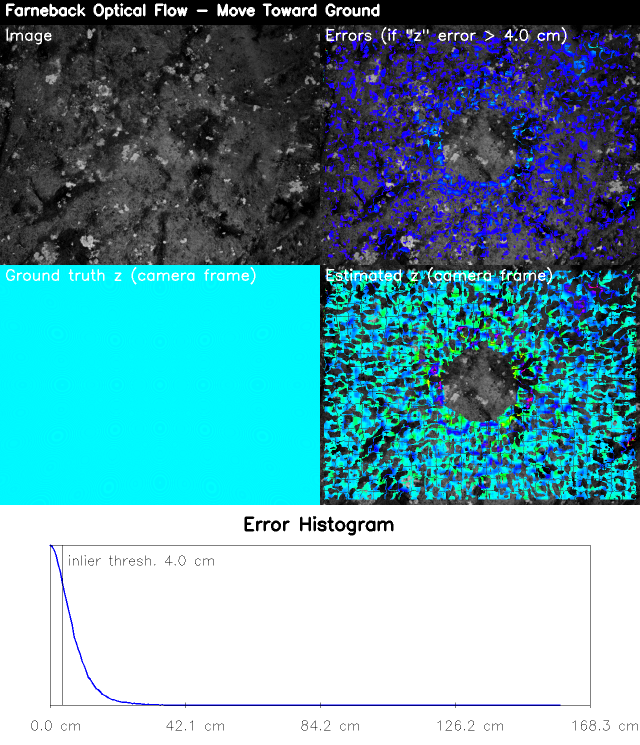 Farneback Optical Flow - Move Toward Ground
Image
Errors (if "z" error > 4.0 cm)
Ground truth z (camera frame)
Estimated z (camera frame)
Error Histogram
inlier thresh. 4.0 cm
0.0 cm
42.1 cm
84.2 cm
126.2 cm
168.3 cm